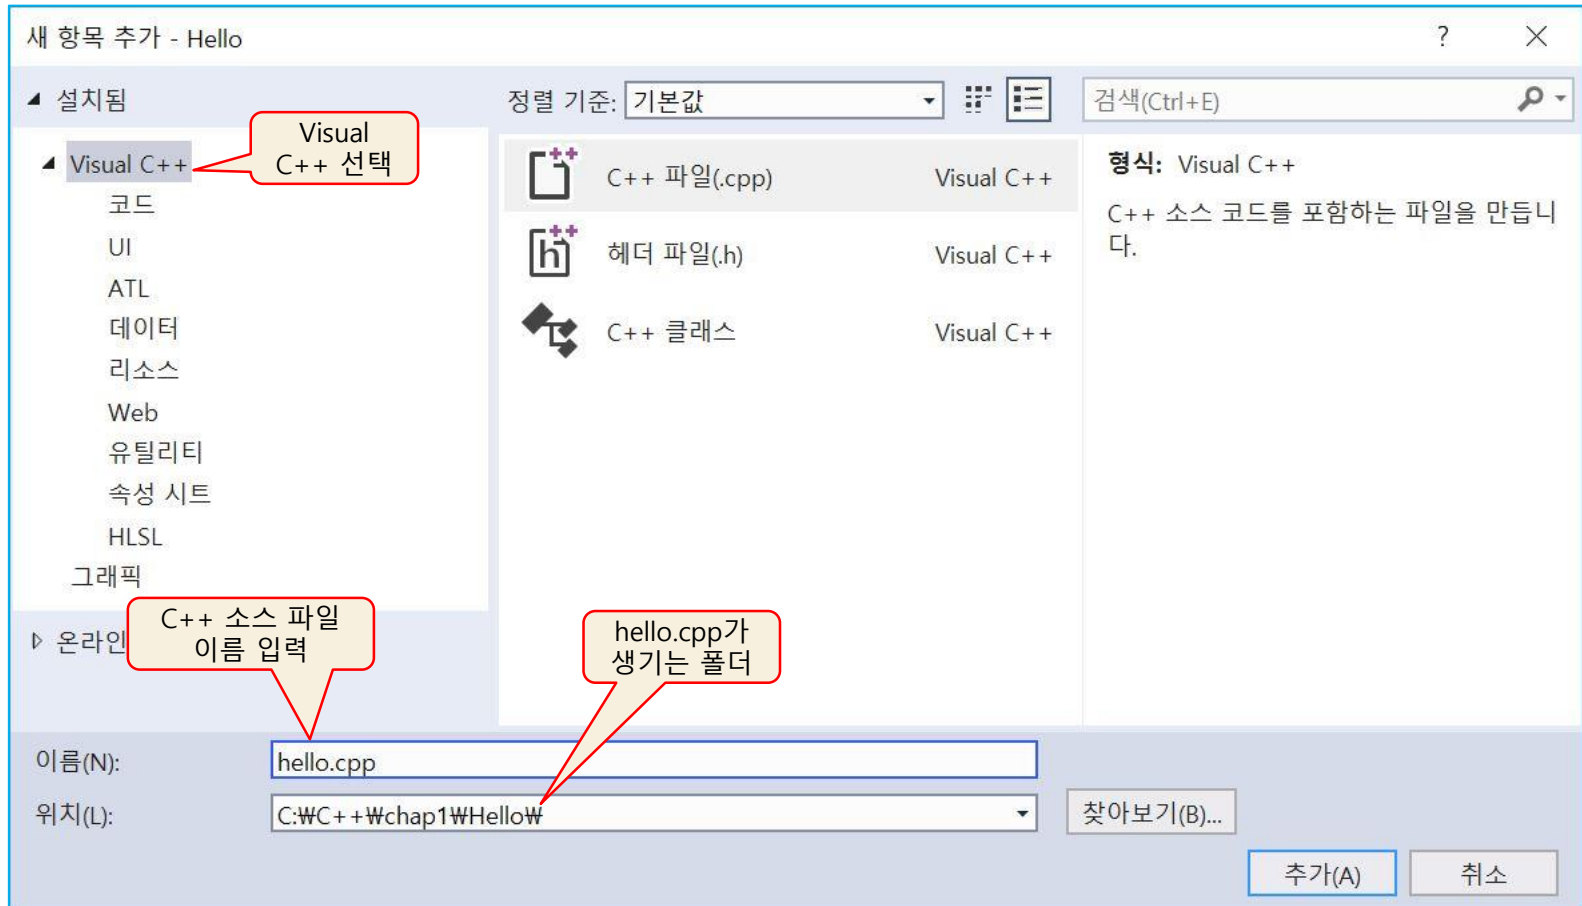 새 항목 추가 - Hello
?
설치됨
정렬 기준: 기본값
검색(Ctrl+E)
Visual C++
코드
UI
ATL
데이터
리소스
Web
유틸리티
속성 시트
HLSL
그래픽
온라인
Visual
C++ 선택
C++ 파일(.cpp) Visual C++
헤더 파일(.h) Visual C++
C++ 클래스 Visual C++
형식: Visual C++
C++ 소스 코드를 포함하는 파일을 만듭니
다.
C++ 소스 파일
이름 입력
hello.cpp가
생기는 폴더
이름(N): hello.cpp
위치(L): C:₩C++₩chap1₩Hello₩
찾아보기(B)...
추가(A) 취소